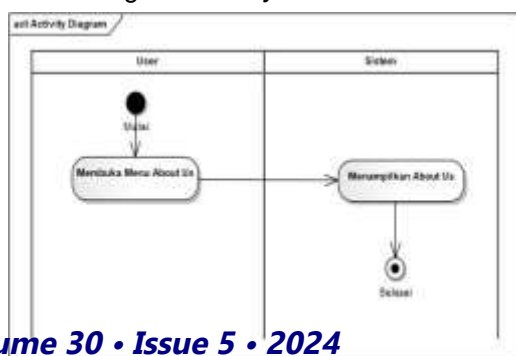 act Activity Diagram
User
Sistem
Mulai
Membuka Menu About Us
Menampilkan About Us
Selesai
ume 30 • Issue 5 • 2024